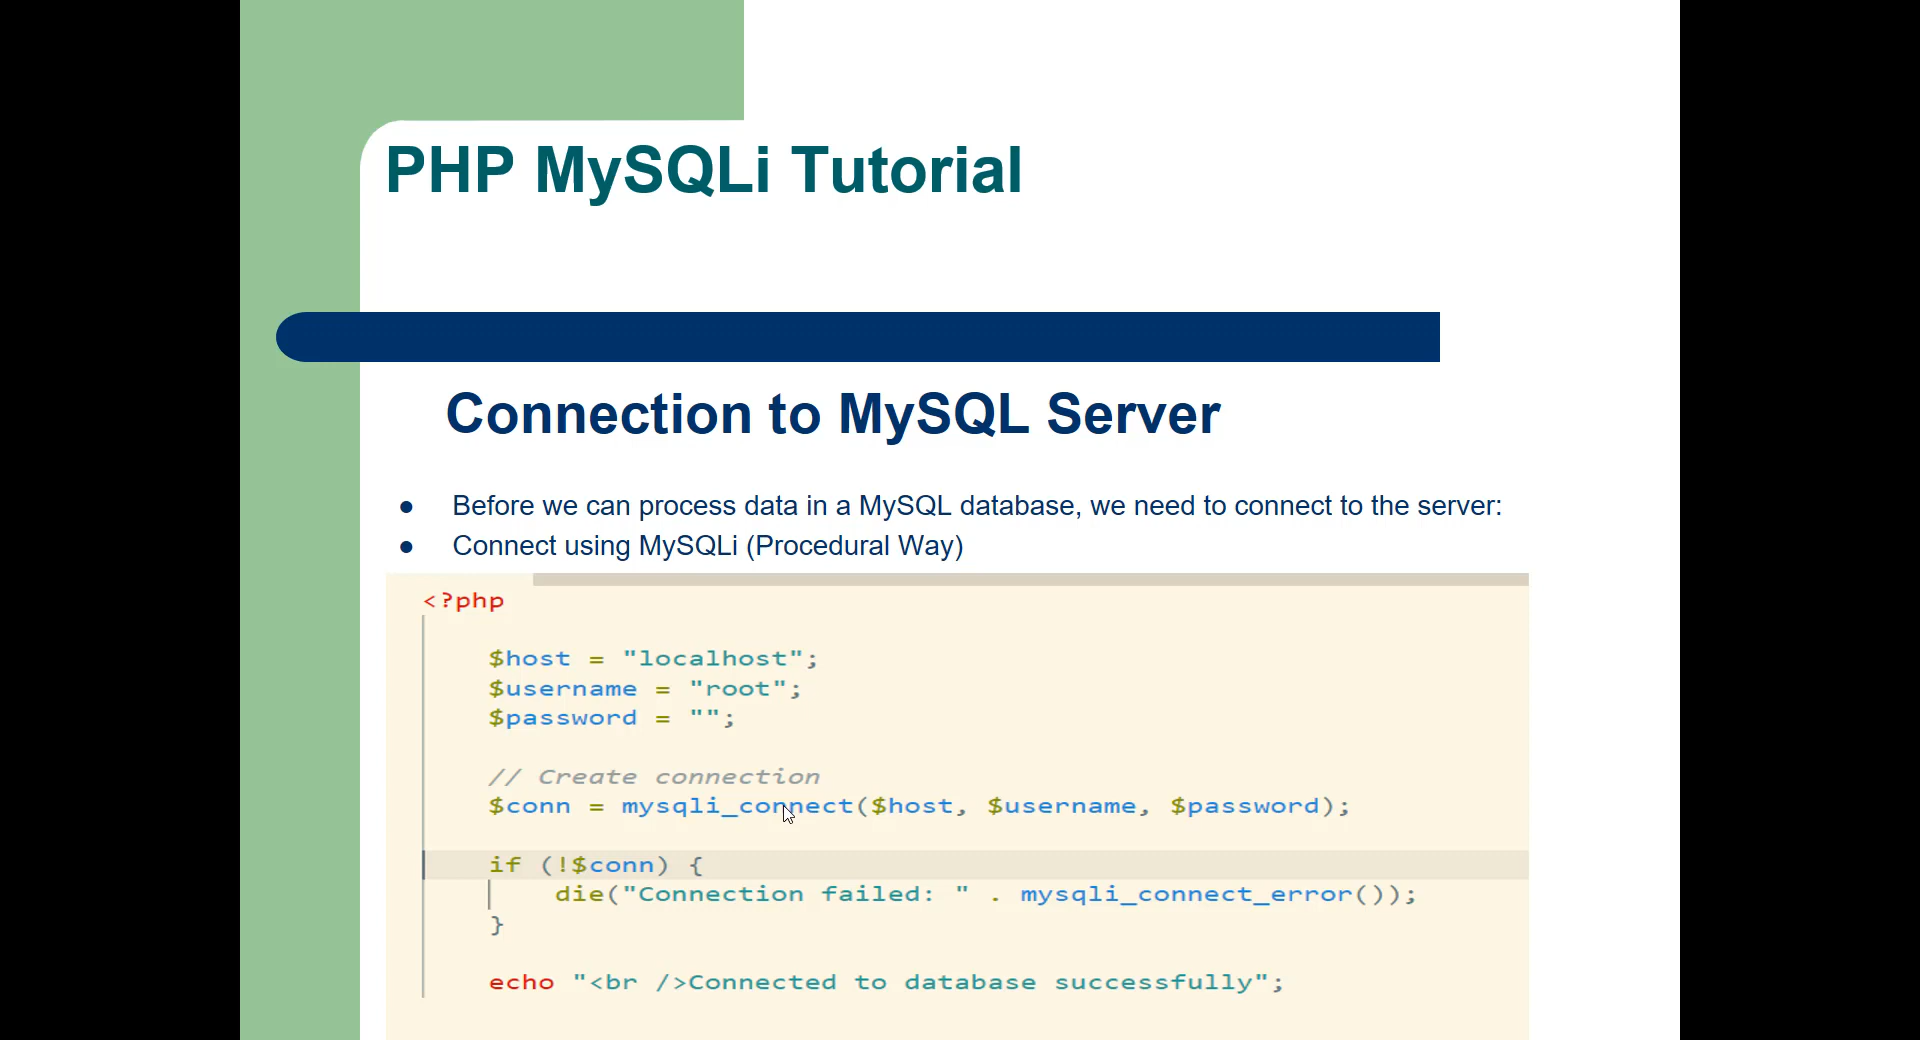 PHP MySQLi Tutorial
Connection to MySQL Server
● Before we can process data in a MySQL database, we need to connect to the server:
● Connect using MySQLi (Procedural Way)
<?php
$host = "localhost";
$username = "root";
$password = "";
// Create connection
$conn = mysqli_connect($host, $username, $password);
if (!$conn) {
die("Connection failed: " . mysqli_connect_error());
}
echo "<br />Connected to database successfully";